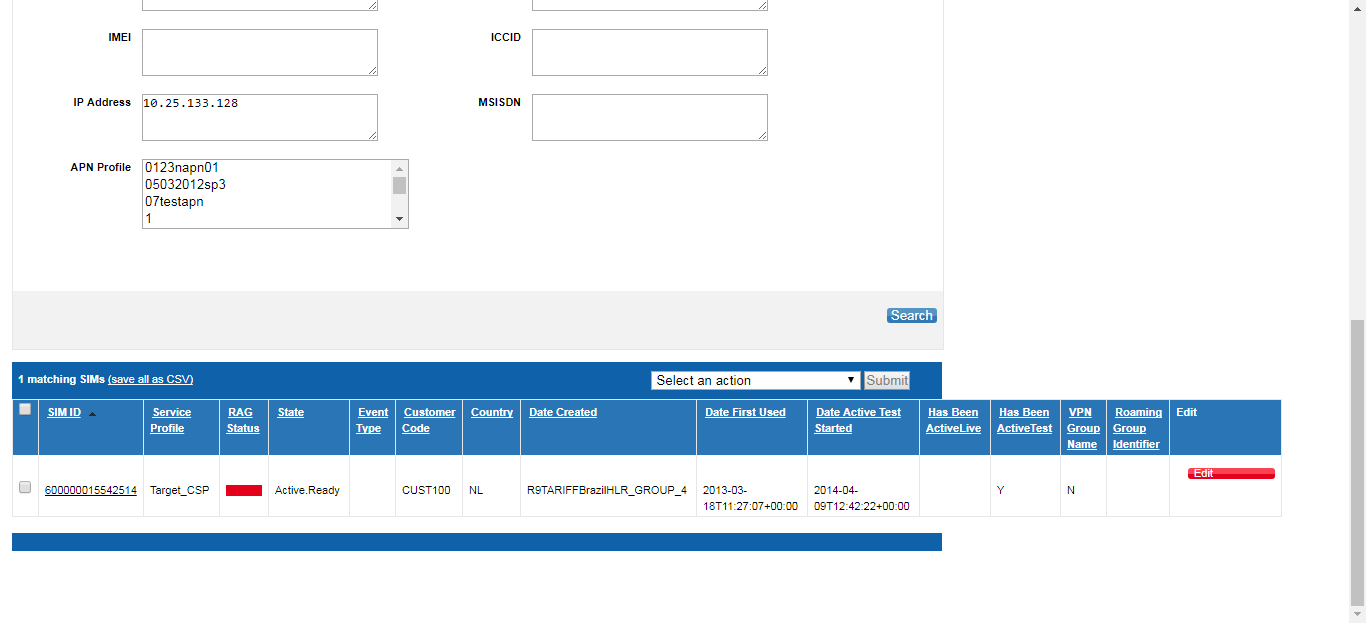 IMEI
ICCID
IP Address
10.25.133.128
MSISDN
APN Profile
0123napn01
05032012sp3
07testapn
1
Search
1 matching SIMs (save all as CSV)
Select an action
Submit
SIM ID
Service
Profile
RAG
Status
State
Event
Type
Customer
Code
Country
Date Created
Date First Used
Date Active Test
Started
Has Been
ActiveLive
Has Been
ActiveTest
VPN
Group
Name
Roaming
Group
Identifier
Edit
600000015542514
Target_CSP
Active.Ready
CUST100
NL
R9TARIFFBrazilHLR_GROUP_4
2013-03-
18T11:27:07+00:00
2014-04-
09T12:42:22+00:00
Y
N
Edit